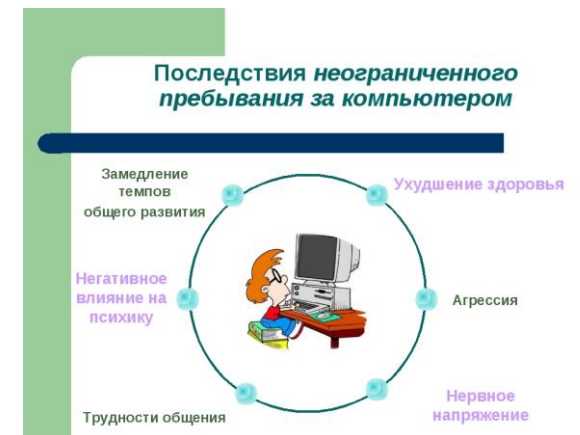 Последствия неограниченного
пребывания за компьютером
Замедление
темпов
общего развития
Ухудшение здоровья
Негативное
влияние на
психику
Агрессия
Трудности общения
Нервное
напряжение